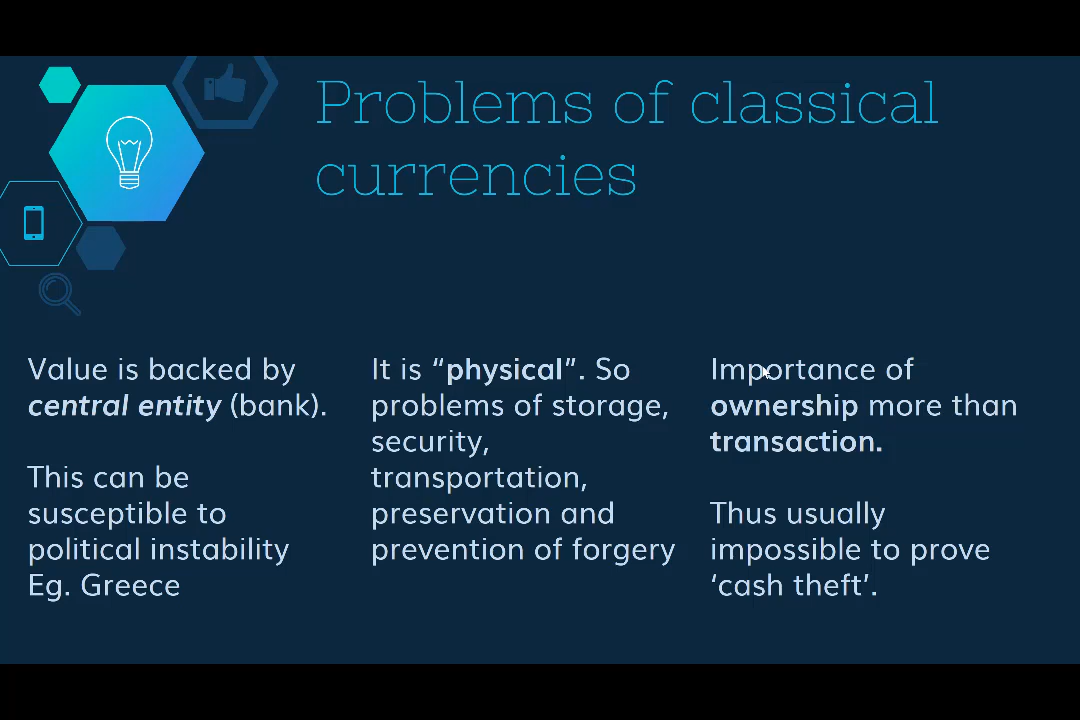 Problems of classical
currencies
Value is backed by
central entity (bank).
This can be
susceptible to
political instability
Eg. Greece
It is “physical”. So
problems of storage,
security,
transportation,
preservation and
prevention of forgery
Importance of
ownership more than
transaction.
Thus usually
impossible to prove
‘cash theft’.